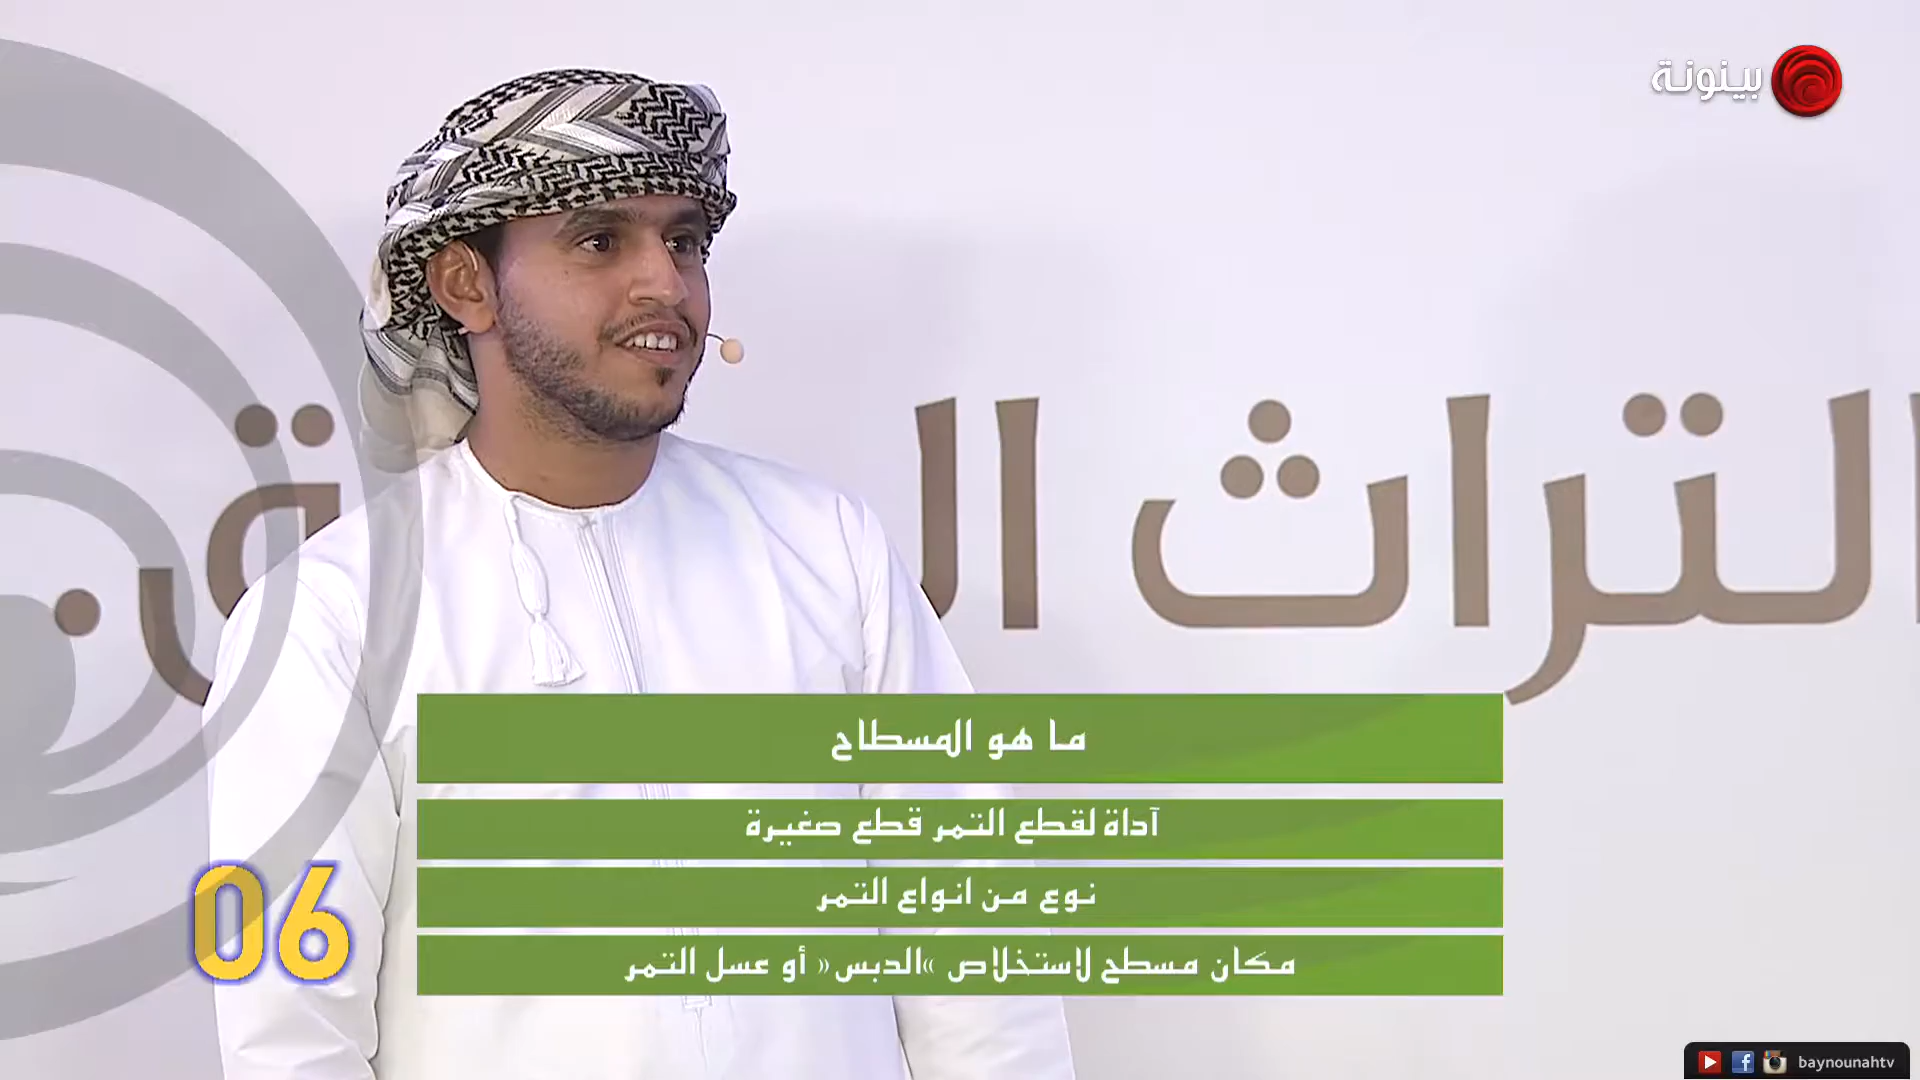 بينونة
التراث
ما هو المسطاح
آداة لقطع التمر قطع صغيرة
نوع من انواع التمر
مكان مسطح لاستخلاص »الدبس« أو عسل التمر
06
baynounahtv